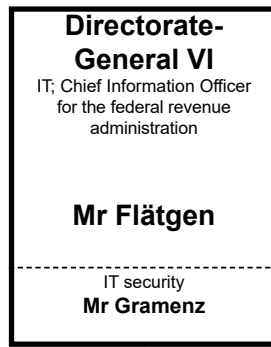 Directorate-
General VI
IT; Chief Information Officer
for the federal revenue
administration
Mr Flätgen
IT security
Mr Gramenz